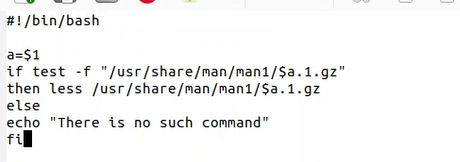 #!/bin/bash

a=$1
if test -f "/usr/share/man/man1/$a.1.gz"
then less /usr/share/man/man1/$a.1.gz
else
echo "There is no such command"
fi